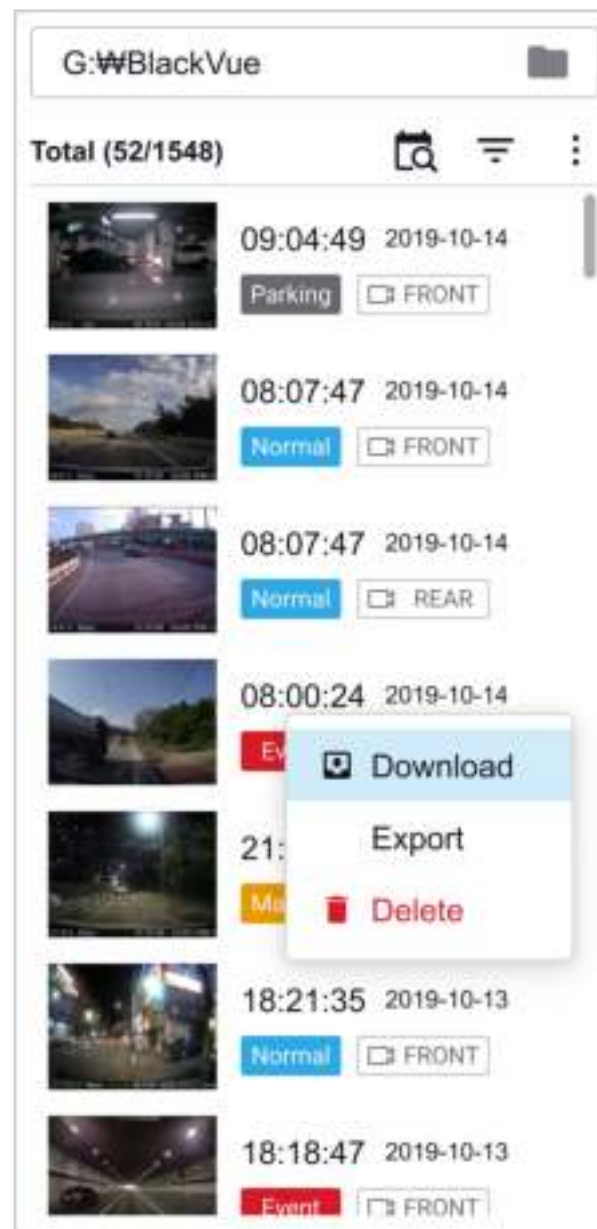 G:₩BlackVue
Total (52/1548)
09:04:49 2019-10-14
Parking FRONT
08:07:47 2019-10-14
Normal FRONT
08:07:47 2019-10-14
Normal REAR
08:00:24 2019-10-14
Download
21:
Export
Delete
18:21:35 2019-10-13
Normal FRONT
18:18:47 2019-10-13
Event FRONT